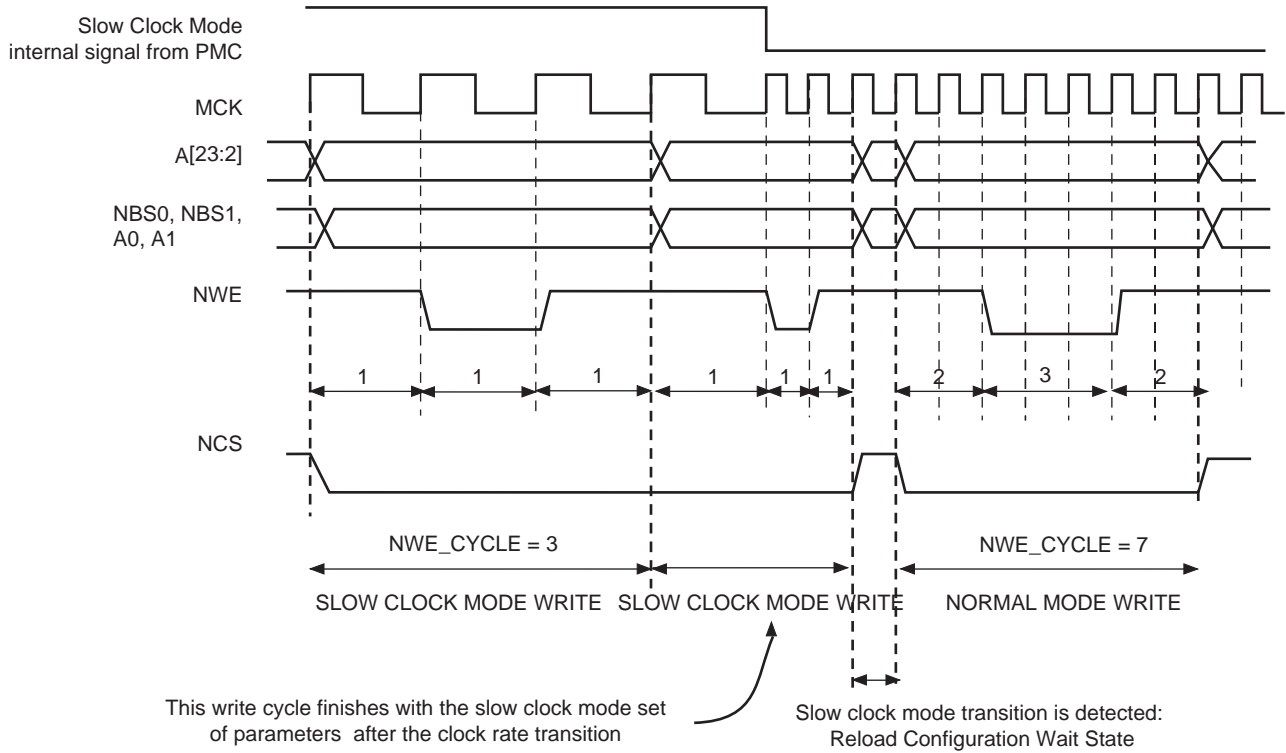 Slow Clock Mode
internal signal from PMC
MCK
A[23:2]
NBS0, NBS1,
A0, A1
NWE
1 1 1 1 1 1 2 3 2
NCS
NWE_CYCLE = 3 NWE_CYCLE = 7
SLOW CLOCK MODE WRITE SLOW CLOCK MODE WRITE NORMAL MODE WRITE
This write cycle finishes with the slow clock mode set
of parameters after the clock rate transition
Slow clock mode transition is detected:
Reload Configuration Wait State